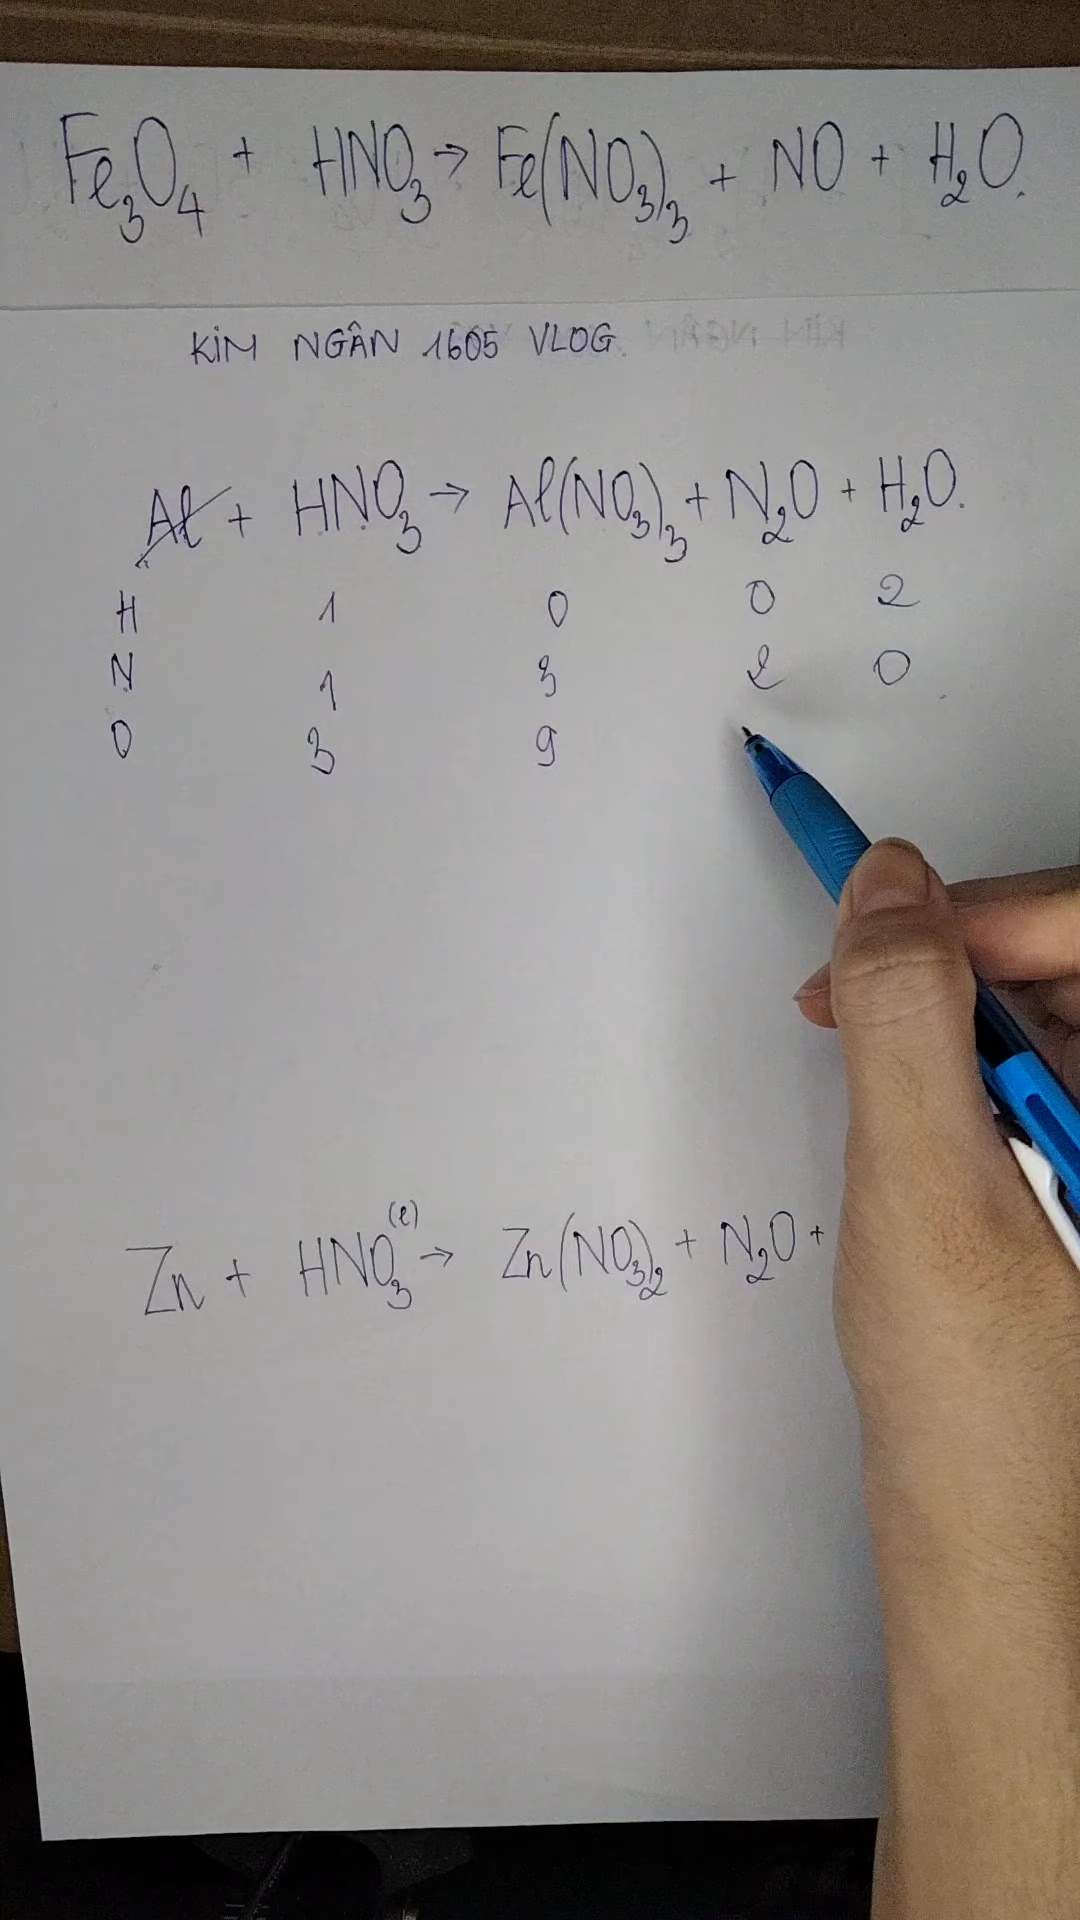 Fe₃O₄ + HNO₃ → Fe(NO₃)₃ + NO + H₂O.
KIM NGÂN 1605 VLOG
Al + HNO₃ → Al(NO₃)₃ + N₂O + H₂O.
H 1 0 0 2
N 1 3 2 0
O 3 9
Zn + HNO₃(l) → Zn(NO₃)₂ + N₂O +